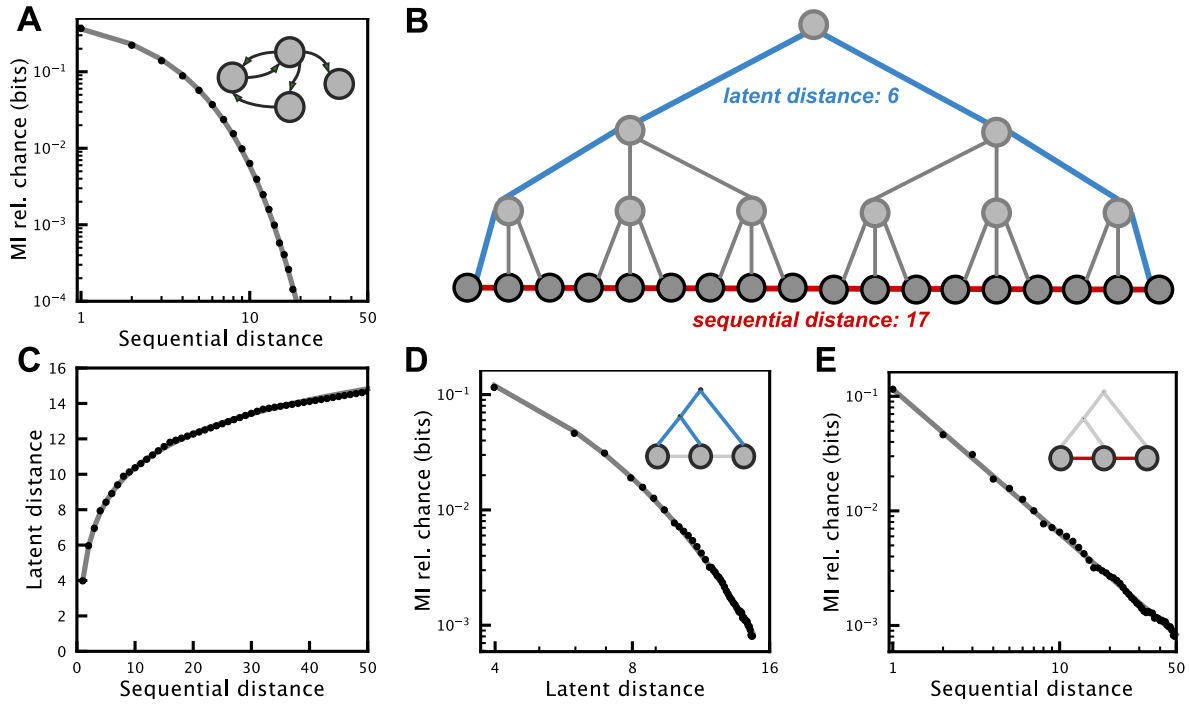 A
MI rel. chance (bits)
10⁻¹
10⁻²
10⁻³
10⁻⁴
1
10
50
Sequential distance
B
latent distance: 6
sequential distance: 17
C
Latent distance
16
14
12
10
8
6
4
2
0
0
10
20
30
40
50
Sequential distance
D
MI rel. chance (bits)
10⁻¹
10⁻²
10⁻³
4
8
16
Latent distance
E
MI rel. chance (bits)
10⁻¹
10⁻²
10⁻³
1
10
50
Sequential distance